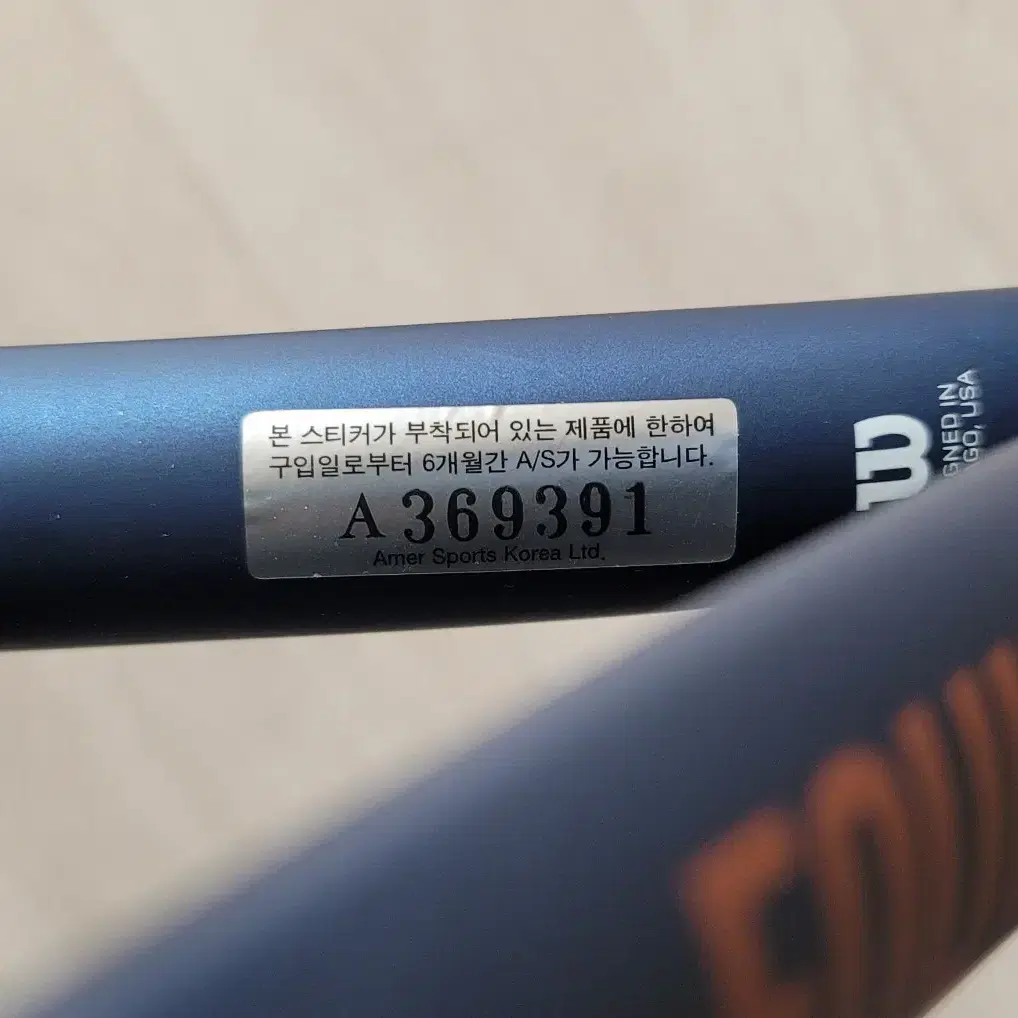 본 스티커가 부착되어 있는 제품에 한하여
구입일로부터 6개월간 A/S가 가능합니다.
A 369391
Amer Sports Korea Ltd.